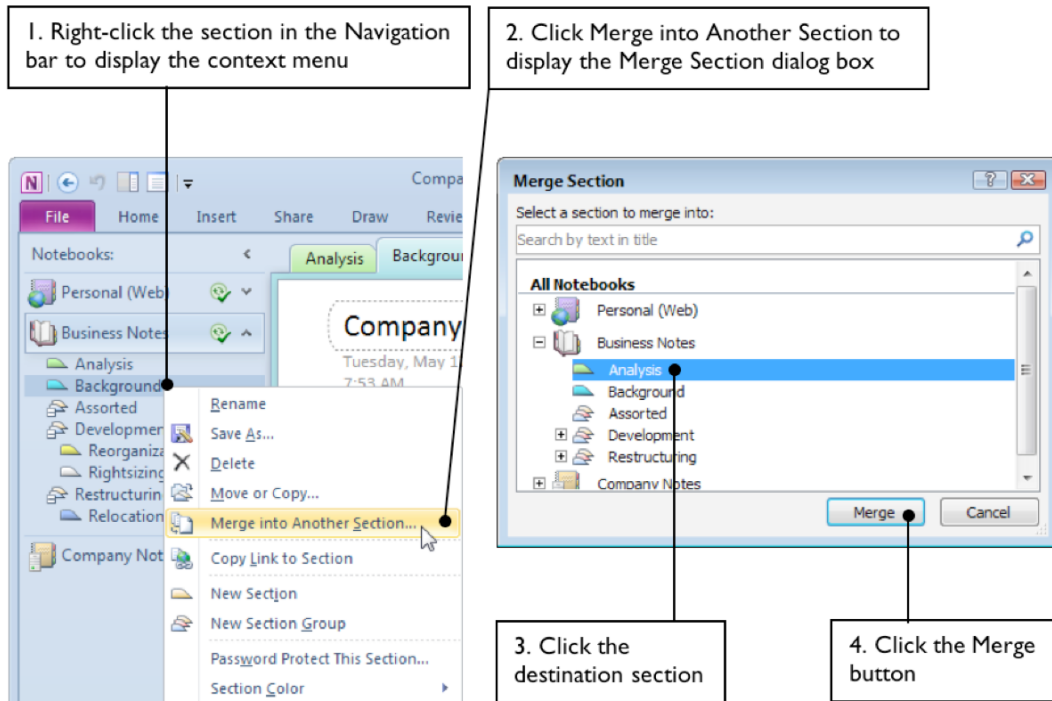 1. Right-click the section in the Navigation
bar to display the context menu
2. Click Merge into Another Section to
display the Merge Section dialog box
Compa
File Home Insert Share Draw Revie
Notebooks:
Analysis Backgroun
Personal (Web)
Business Notes
Company
Tuesday, May 1
7:53 AM
Analysis
Background
Assorted
Developmen
Reorganiza
Rightsizing
Restructurin
Relocation
Company Not
Rename
Save As...
Delete
Move or Copy...
Merge into Another Section...
Copy Link to Section
New Section
New Section Group
Password Protect This Section...
Section Color
Merge Section
Select a section to merge into:
Search by text in title
All Notebooks
Personal (Web)
Business Notes
Analysis
Background
Assorted
Development
Restructuring
Company Notes
Merge Cancel
3. Click the
destination section
4. Click the Merge
button